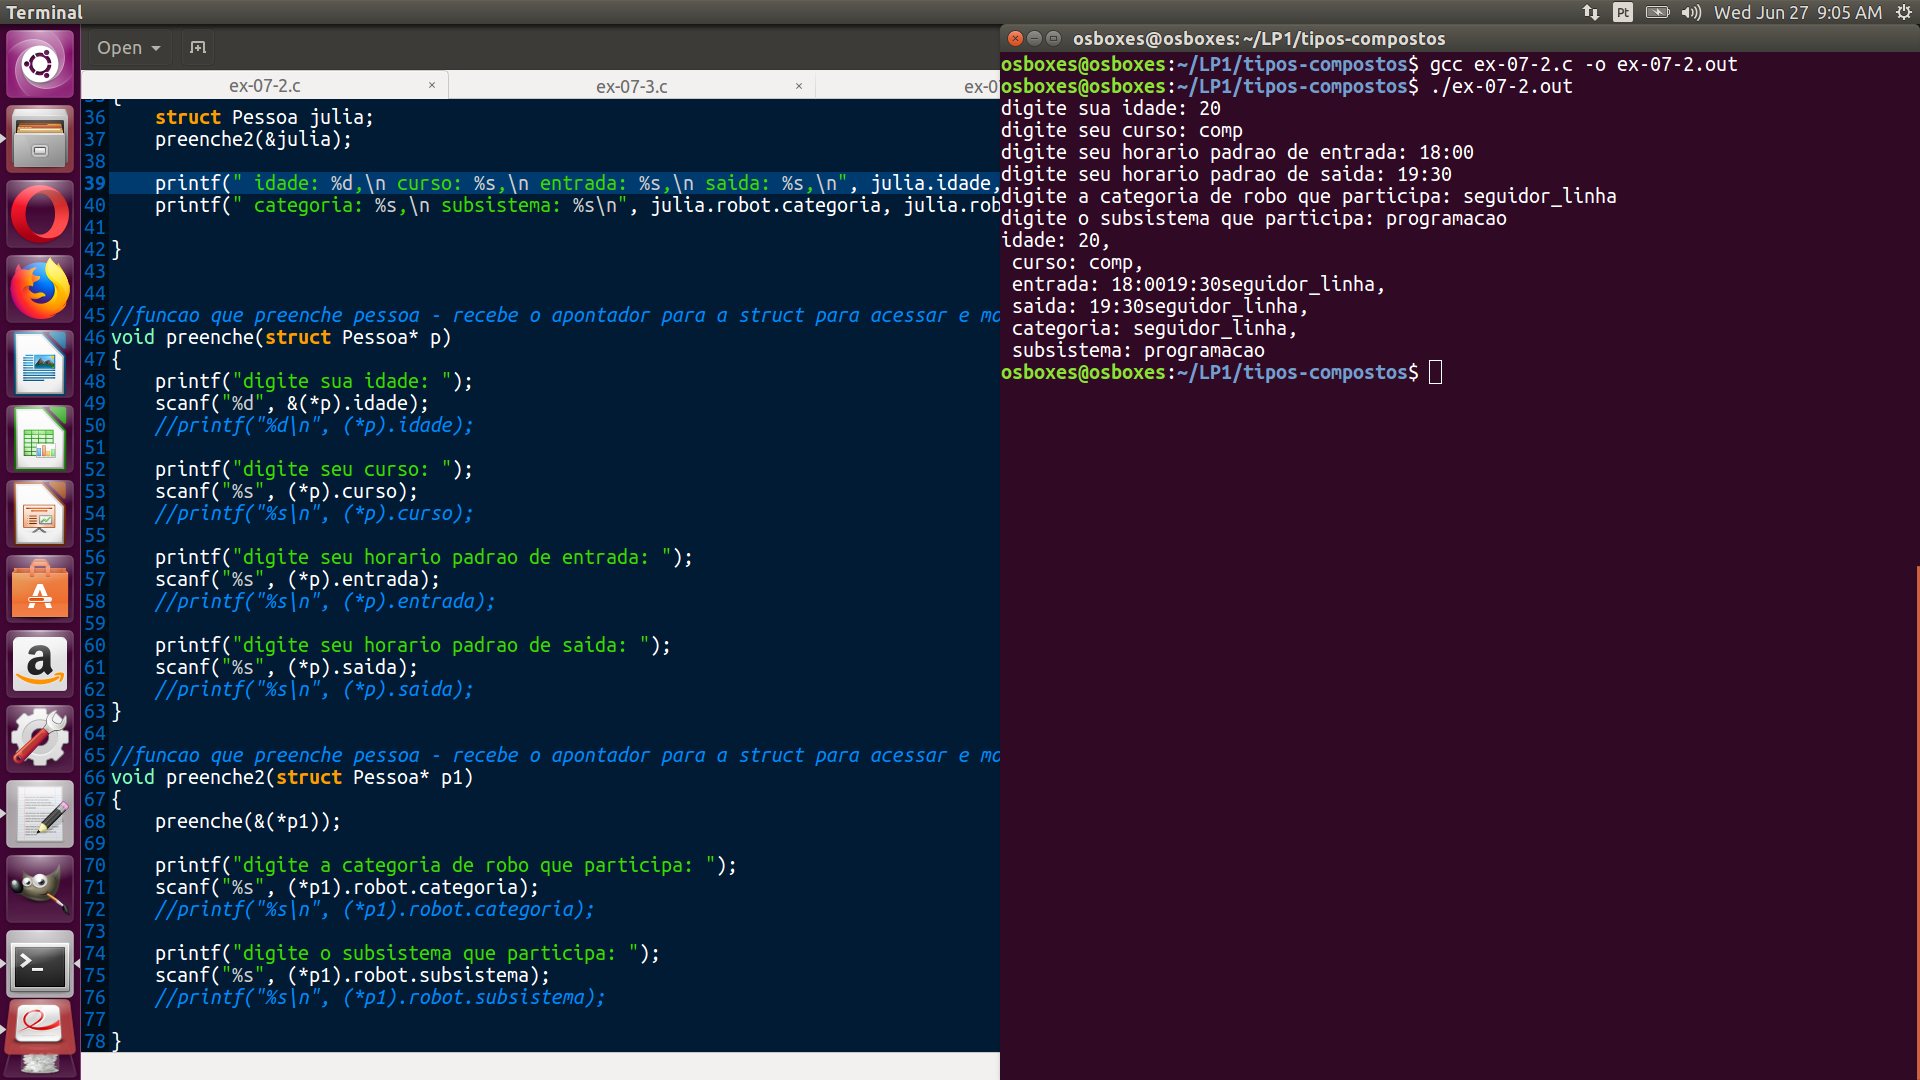 Terminal
Pt
Wed Jun 27 9:05 AM
Open
ex-07-2.c ×
ex-07-3.c ×
ex-0
35 {
36 struct Pessoa julia;
37 preenche2(&julia);
38
39 printf(" idade: %d,\n curso: %s,\n entrada: %s,\n saida: %s,\n", julia.idade,
40 printf(" categoria: %s,\n subsistema: %s\n", julia.robot.categoria, julia.rob
41
42 }
43
44
45 //funcao que preenche pessoa - recebe o apontador para a struct para acessar e mo
46 void preenche(struct Pessoa* p)
47 {
48 printf("digite sua idade: ");
49 scanf("%d", &(*p).idade);
50 //printf("%d\n", (*p).idade);
51
52 printf("digite seu curso: ");
53 scanf("%s", (*p).curso);
54 //printf("%s\n", (*p).curso);
55
56 printf("digite seu horario padrao de entrada: ");
57 scanf("%s", (*p).entrada);
58 //printf("%s\n", (*p).entrada);
59
60 printf("digite seu horario padrao de saida: ");
61 scanf("%s", (*p).saida);
62 //printf("%s\n", (*p).saida);
63 }
64
65 //funcao que preenche pessoa - recebe o apontador para a struct para acessar e mo
66 void preenche2(struct Pessoa* p1)
67 {
68 preenche(&(*p1));
69
70 printf("digite a categoria de robo que participa: ");
71 scanf("%s", (*p1).robot.categoria);
72 //printf("%s\n", (*p1).robot.categoria);
73
74 printf("digite o subsistema que participa: ");
75 scanf("%s", (*p1).robot.subsistema);
76 //printf("%s\n", (*p1).robot.subsistema);
77
78 }
osboxes@osboxes: ~/LP1/tipos-compostos
osboxes@osboxes:~/LP1/tipos-compostos$ gcc ex-07-2.c -o ex-07-2.out
osboxes@osboxes:~/LP1/tipos-compostos$ ./ex-07-2.out
digite sua idade: 20
digite seu curso: comp
digite seu horario padrao de entrada: 18:00
digite seu horario padrao de saida: 19:30
digite a categoria de robo que participa: seguidor_linha
digite o subsistema que participa: programacao
idade: 20,
curso: comp,
entrada: 18:0019:30seguidor_linha,
saida: 19:30seguidor_linha,
categoria: seguidor_linha,
subsistema: programacao
osboxes@osboxes:~/LP1/tipos-compostos$